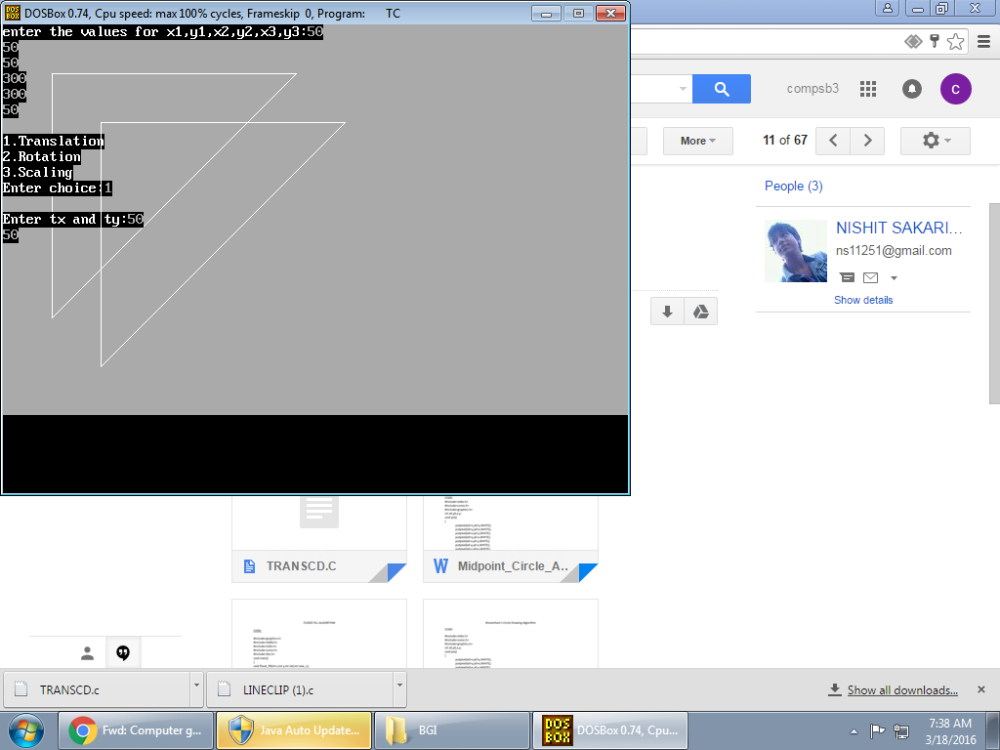 DOSBox 0.74, Cpu speed: max 100% cycles, Frameskip 0, Program: TC
enter the values for x1,y1,x2,y2,x3,y3:50
50
50
300
300
50
1.Translation
2.Rotation
3.Scaling
Enter choice:1
Enter tx and ty:50
50
compsb3
C
More
11 of 67
People (3)
NISHIT SAKARI...
ns11251@gmail.com
Show details
TRANSCD.C
W Midpoint_Circle_A...
TRANSCD.c
LINECLIP (1).c
Show all downloads...
Fwd: Computer g...
Java Auto Update...
BGI
DOSBox 0.74, Cpu...
7:38 AM
3/18/2016